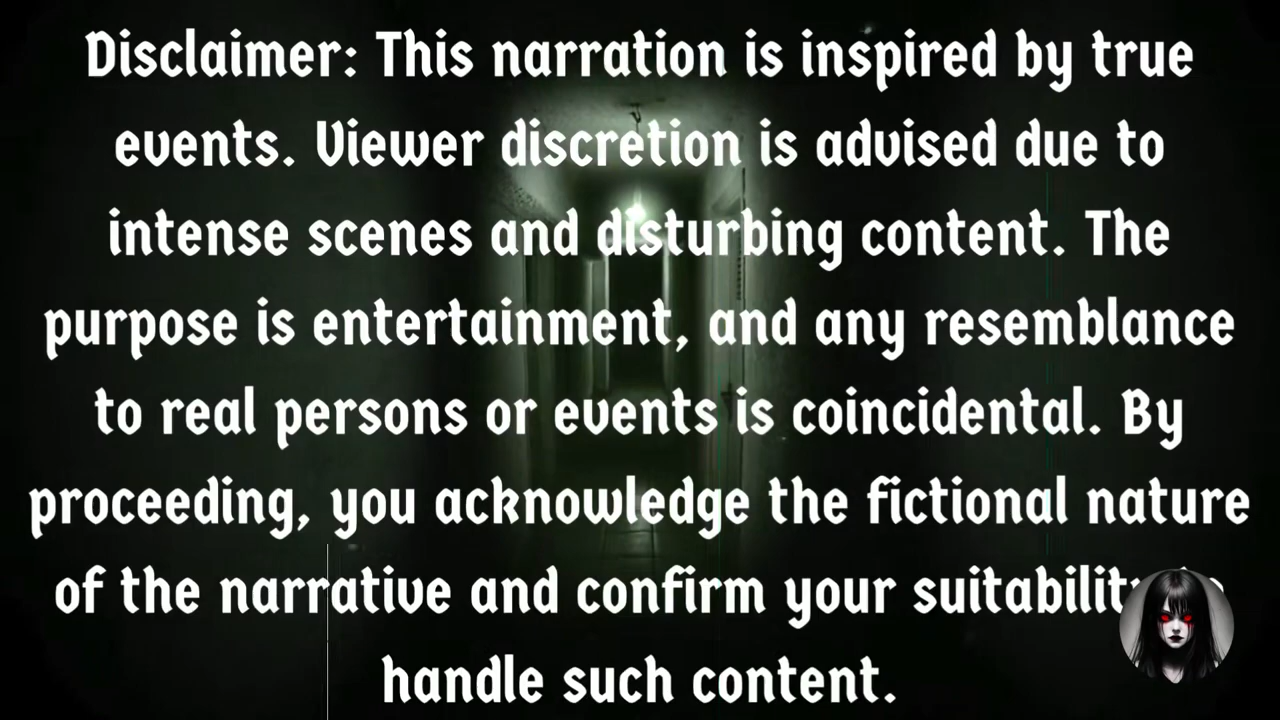 Disclaimer: This narration is inspired by true
events. Viewer discretion is advised due to
intense scenes and disturbing content. The
purpose is entertainment, and any resemblance
to real persons or events is coincidental. By
proceeding, you acknowledge the fictional nature
of the narrative and confirm your
handle such content.